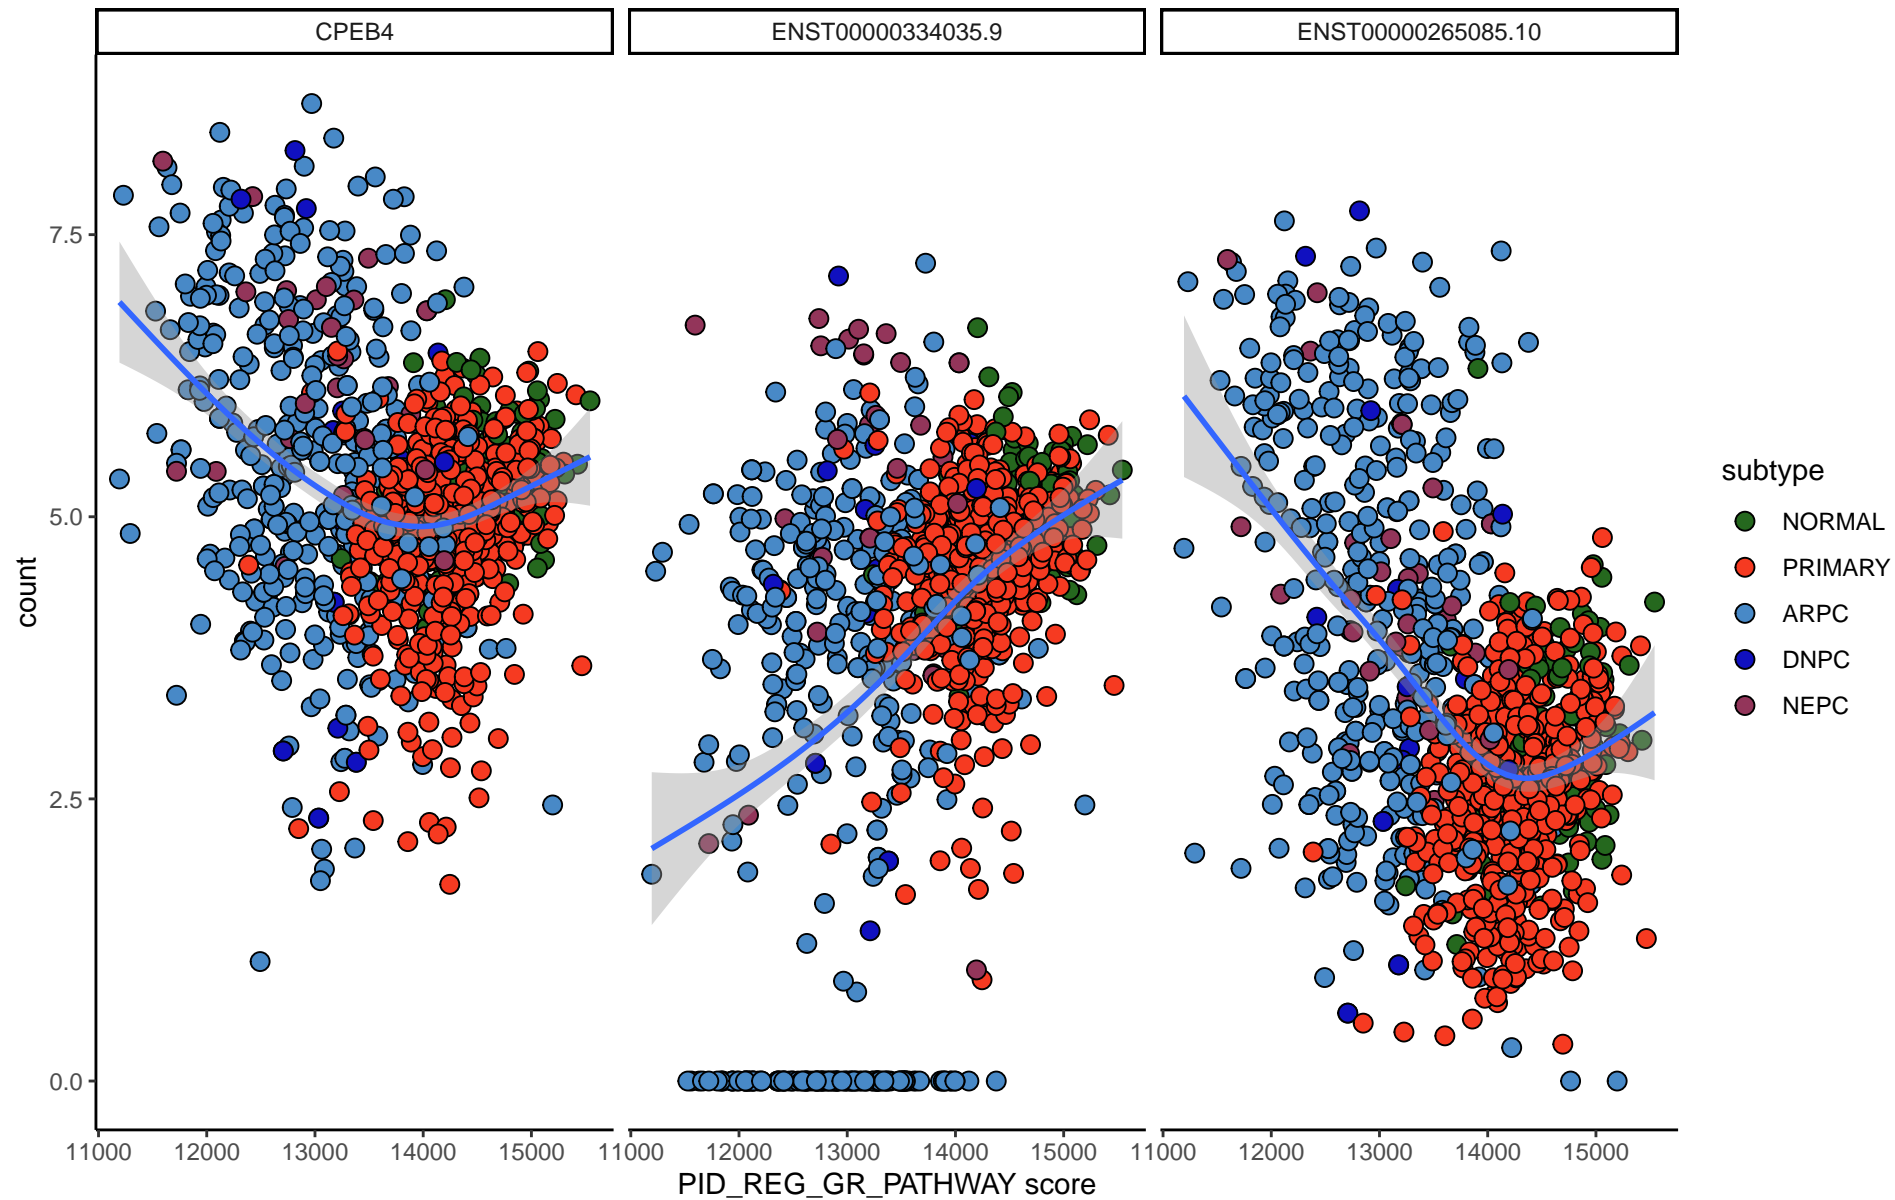 CPEB4 ENST00000334035.9 ENST00000265085.10
7.5
5.0
2.5
0.0
count
11000 12000 13000 14000 15000 11000 12000 13000 14000 15000 11000 12000 13000 14000 15000
PID_REG_GR_PATHWAY score
subtype
NORMAL
PRIMARY
ARPC
DNPC
NEPC